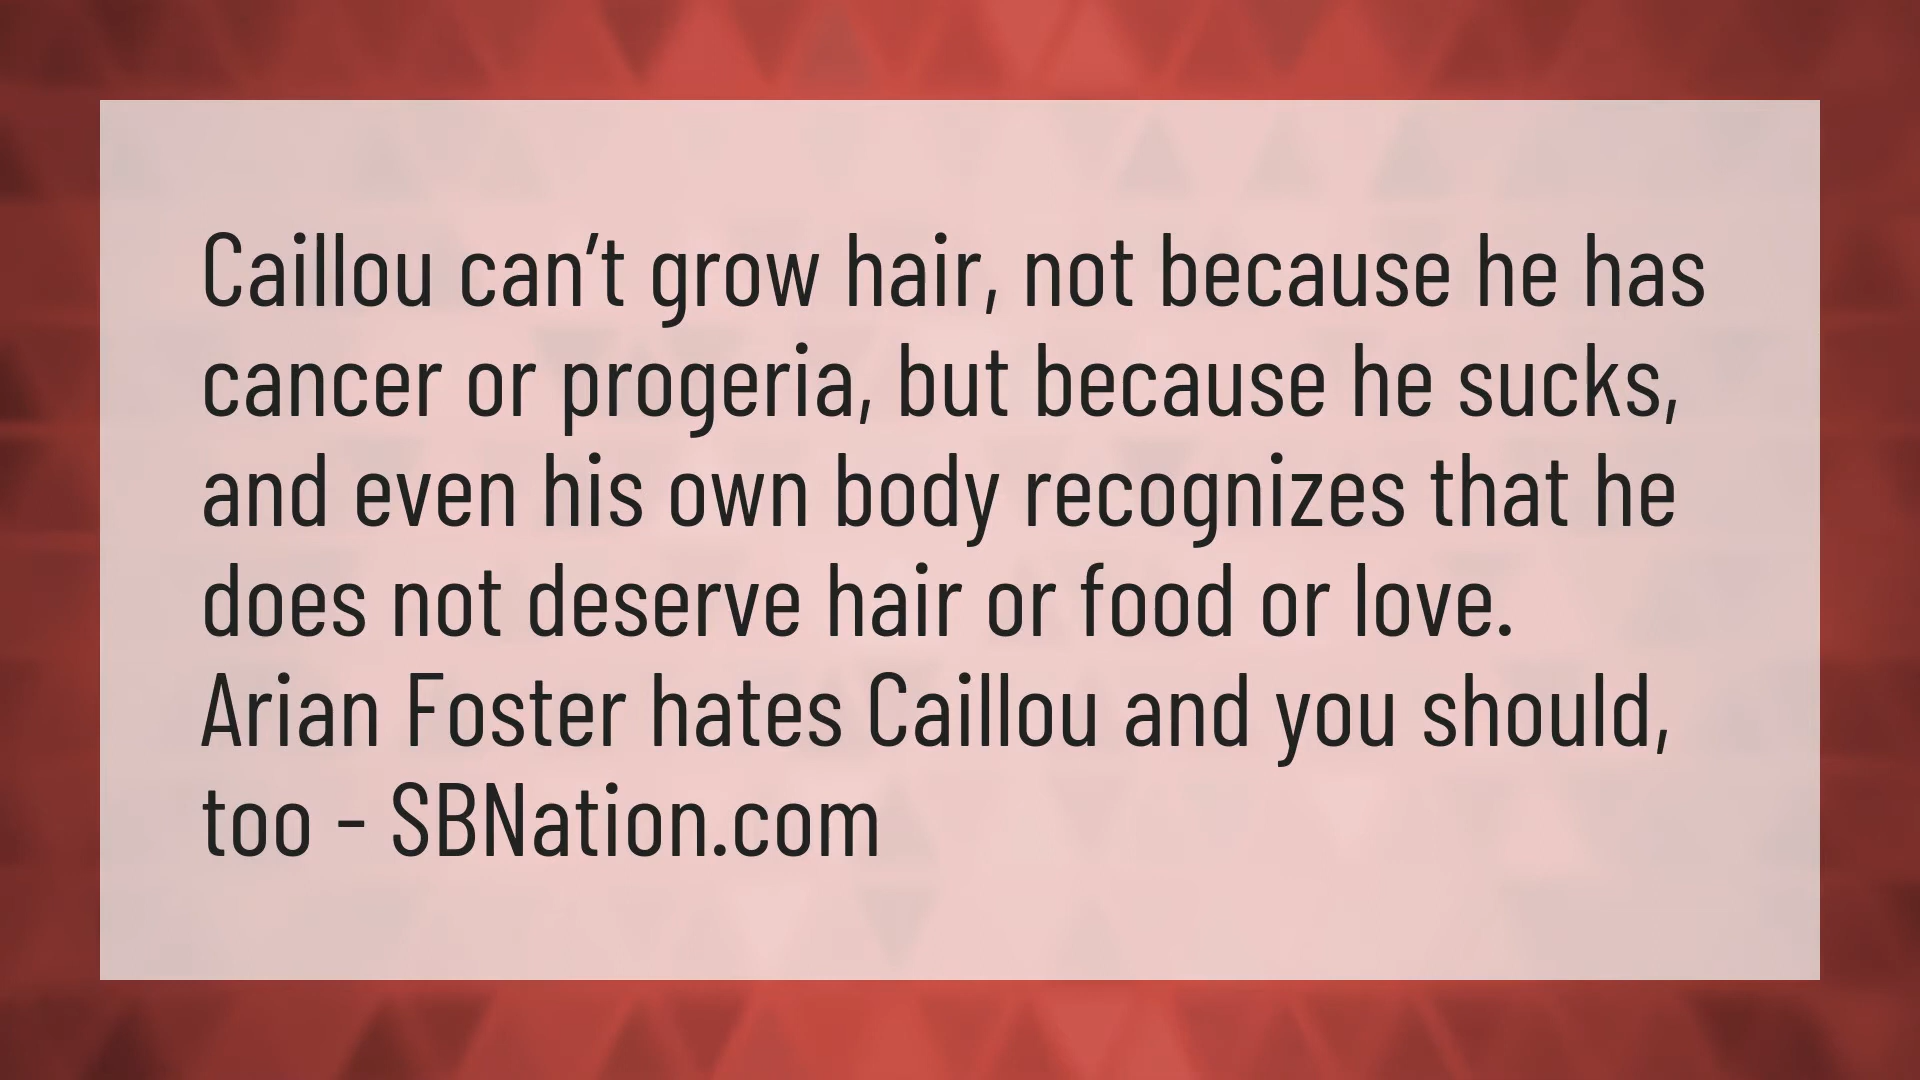 Caillou can’t grow hair, not because he has
cancer or progeria, but because he sucks,
and even his own body recognizes that he
does not deserve hair or food or love.
Arian Foster hates Caillou and you should,
too - SBNation.com